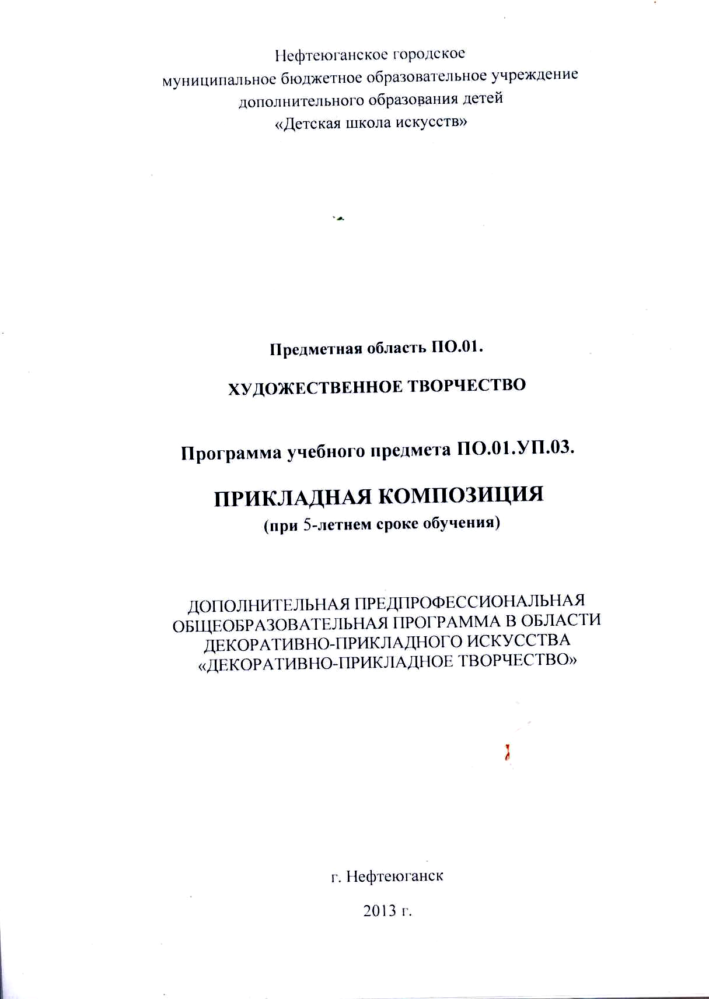 Нефтеюганское городское
муниципальное бюджетное образовательное учреждение
дополнительного образования детей
«Детская школа искусств»
Предметная область ПО.01.
ХУДОЖЕСТВЕННОЕ ТВОРЧЕСТВО
Программа учебного предмета ПО.01.УП.03.
ПРИКЛАДНАЯ КОМПОЗИЦИЯ
(при 5-летнем сроке обучения)
ДОПОЛНИТЕЛЬНАЯ ПРЕДПРОФЕССИОНАЛЬНАЯ
ОБЩЕОБРАЗОВАТЕЛЬНАЯ ПРОГРАММА В ОБЛАСТИ
ДЕКОРАТИВНО-ПРИКЛАДНОГО ИСКУССТВА
«ДЕКОРАТИВНО-ПРИКЛАДНОЕ ТВОРЧЕСТВО»
г. Нефтеюганск
2013 г.